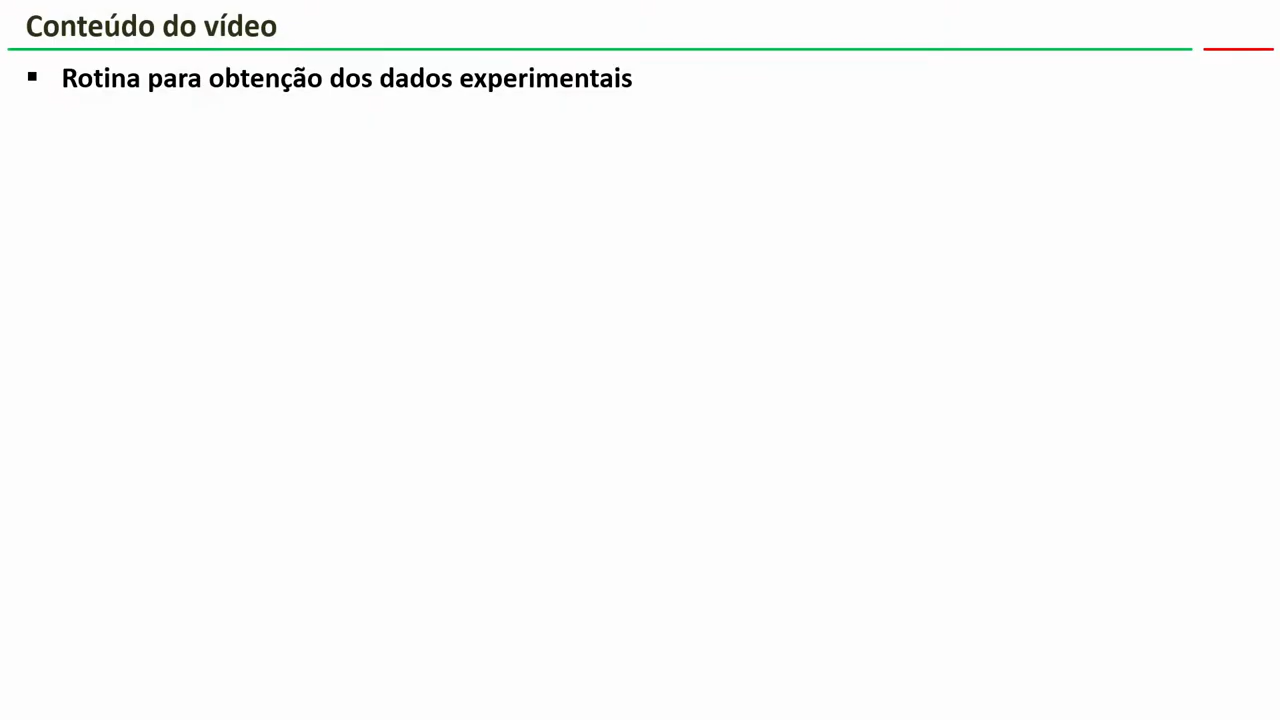 Conteúdo do vídeo
▪ Rotina para obtenção dos dados experimentais